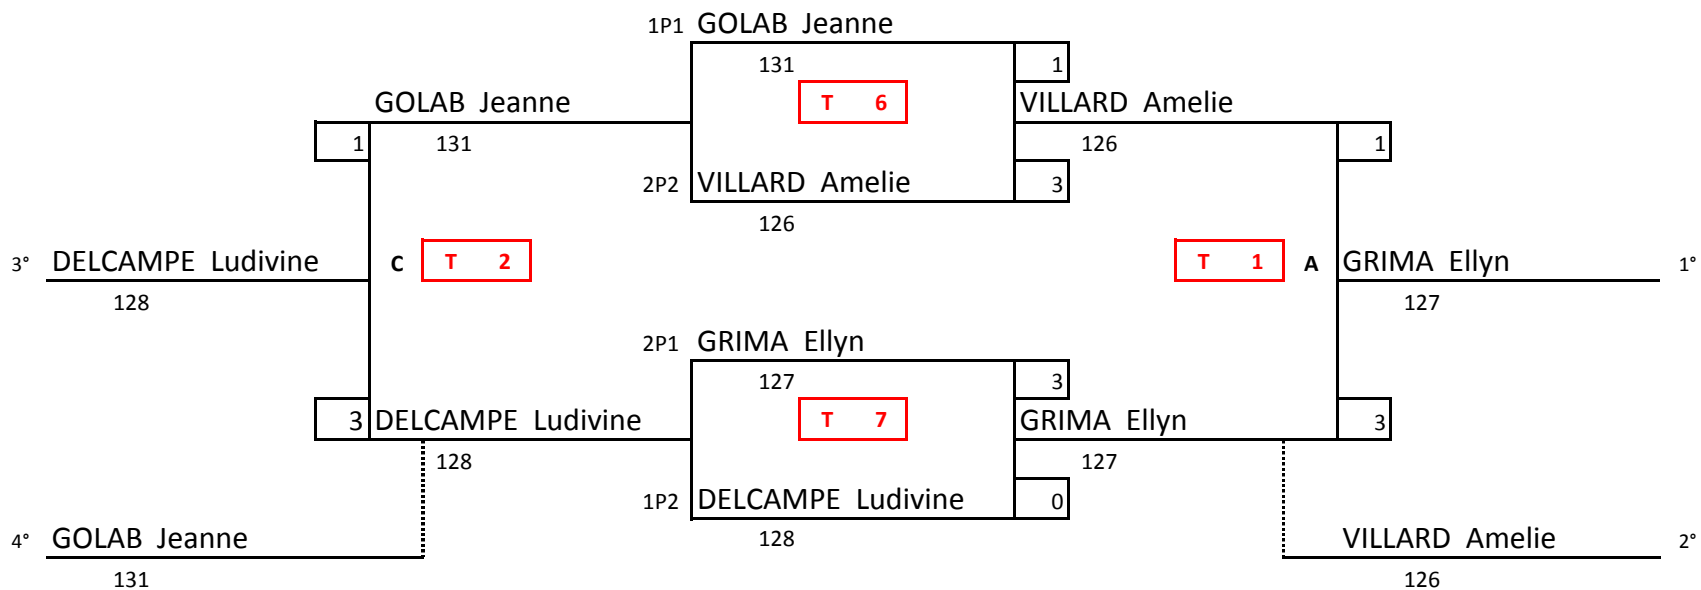 1P1 GOLAB Jeanne
131 1
GOLAB Jeanne T 6 VILLARD Amelie
1 131 126 1
2P2 VILLARD Amelie 3
126
3° DELCAMPE Ludivine C T 2 T 1 A GRIMA Ellyn 1°
128 127
2P1 GRIMA Ellyn
127 3
3 DELCAMPE Ludivine T 7 GRIMA Ellyn 3
128 127
1P2 DELCAMPE Ludivine 0
4° GOLAB Jeanne 128 VILLARD Amelie 2°
131 126